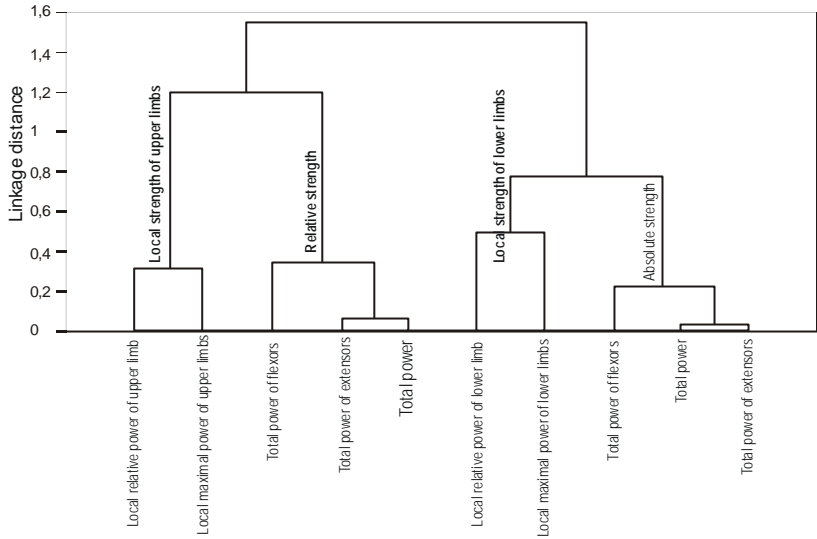 1,6
1,4
1,2
1
0,8
0,6
0,4
0,2
0
Linkage distance
Local strength of upper limbs
Relative strength
Local strength of lower limbs
Absolute strength
Local relative power of upper limb
Local maximal power of upper limbs
Total power of flexors
Total power of extensors
Total power
Local relative power of lower limb
Local maximal power of lower limbs
Total power of flexors
Total power
Total power of extensors